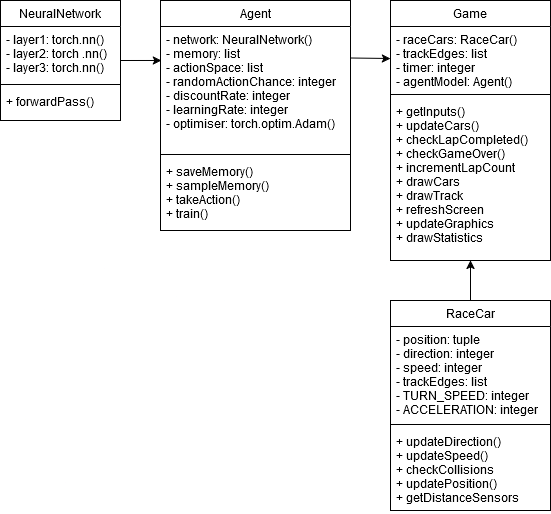 NeuralNetwork
- layer1: torch.nn()
- layer2: torch .nn()
- layer3: torch.nn()
+ forwardPass()
Agent
- network: NeuralNetwork()
- memory: list
- actionSpace: list
- randomActionChance: integer
- discountRate: integer
- learningRate: integer
- optimiser: torch.optim.Adam()
+ saveMemory()
+ sampleMemory()
+ takeAction()
+ train()
Game
- raceCars: RaceCar()
- trackEdges: list
- timer: integer
- agentModel: Agent()
+ getInputs()
+ updateCars()
+ checkLapCompleted()
+ checkGameOver()
+ incrementLapCount
+ drawCars
+ drawTrack
+ refreshScreen
+ updateGraphics
+ drawStatistics
RaceCar
- position: tuple
- direction: integer
- speed: integer
- trackEdges: list
- TURN_SPEED: integer
- ACCELERATION: integer
+ updateDirection()
+ updateSpeed()
+ checkCollisions
+ updatePosition()
+ getDistanceSensors